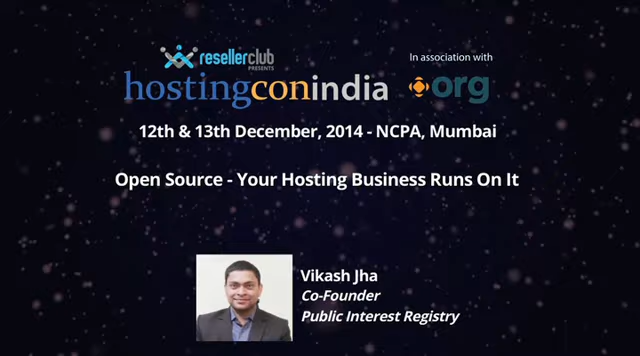 resellerclub
PRESENTS
hostingconindia
In association with
.org
12th & 13th December, 2014 - NCPA, Mumbai
Open Source - Your Hosting Business Runs On It
Vikash Jha
Co-Founder
Public Interest Registry